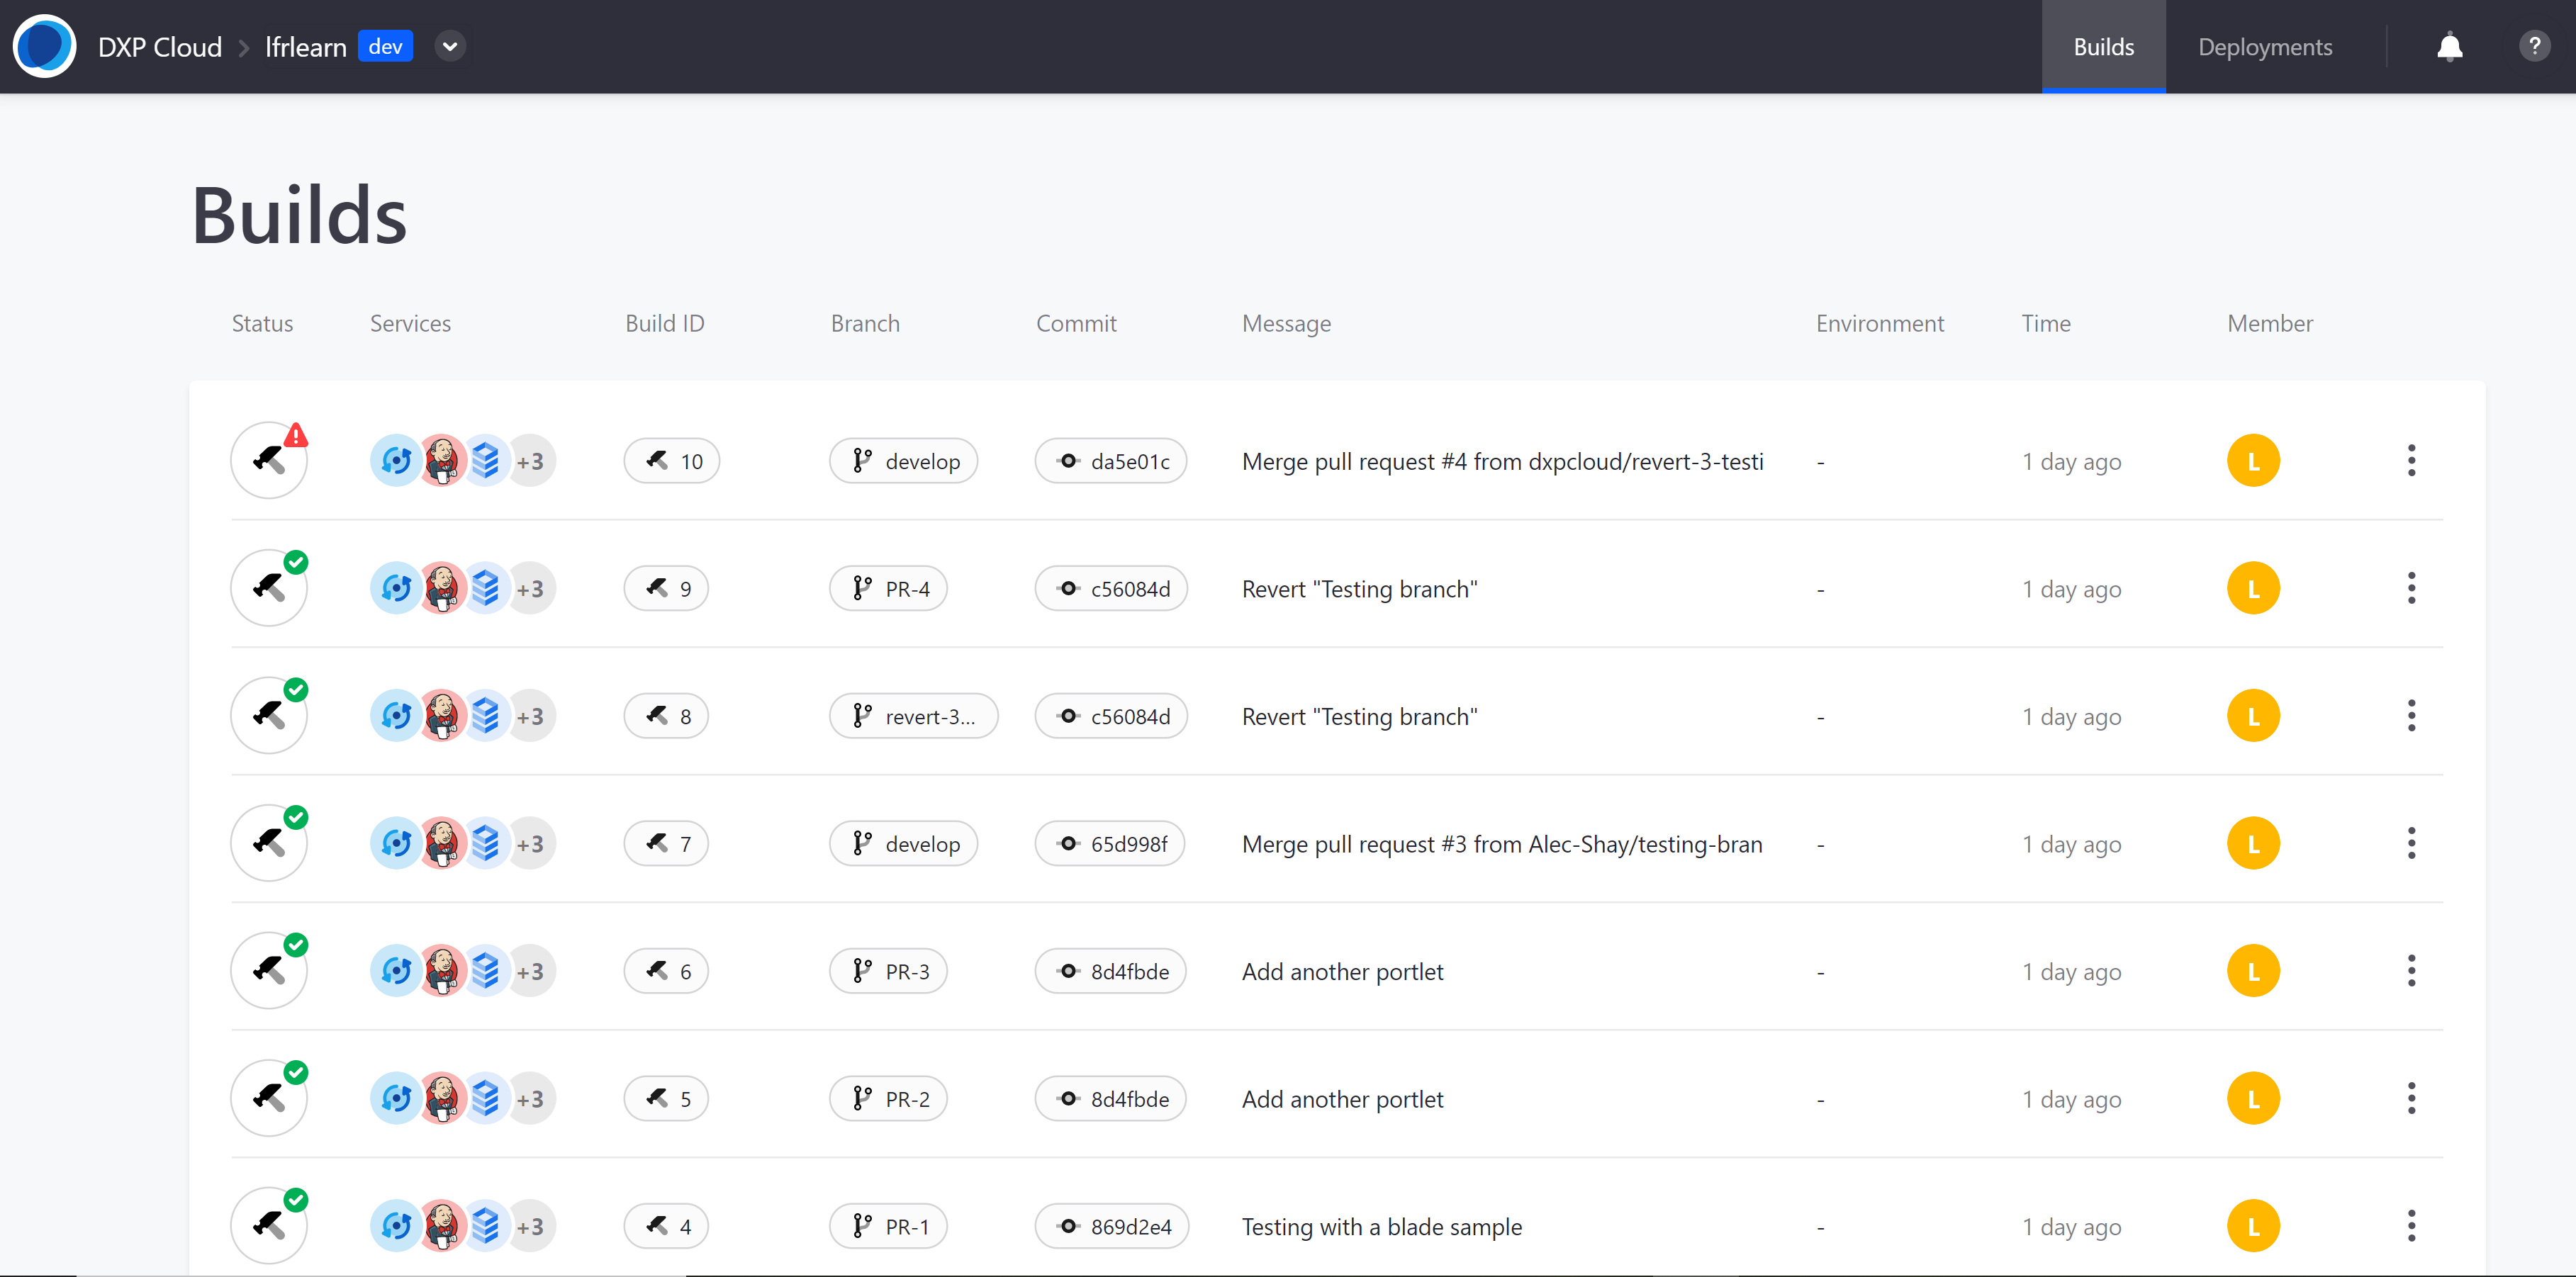 DXP Cloud > lfrlearn dev Builds Deployments ?
Builds
Status Services Build ID Branch Commit Message Environment Time Member
+3 10 develop da5e01c Merge pull request #4 from dxpcloud/revert-3-testi - 1 day ago L
+3 9 PR-4 c56084d Revert "Testing branch" - 1 day ago L
+3 8 revert-3... c56084d Revert "Testing branch" - 1 day ago L
+3 7 develop 65d998f Merge pull request #3 from Alec-Shay/testing-bran - 1 day ago L
+3 6 PR-3 8d4fbde Add another portlet - 1 day ago L
+3 5 PR-2 8d4fbde Add another portlet - 1 day ago L
+3 4 PR-1 869d2e4 Testing with a blade sample - 1 day ago L